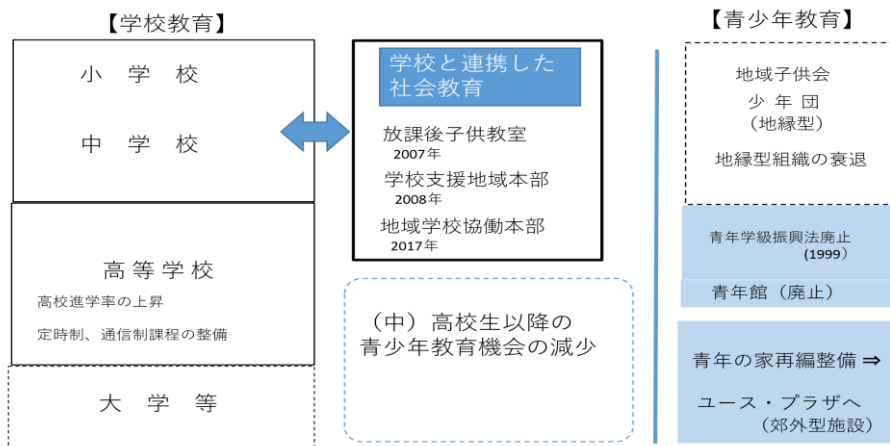 【学校教育】
小学校
中学校
高等学校
高校進学率の上昇
定時制、通信制課程の整備
大学等
学校と連携した
社会教育
放課後子供教室
2007年
学校支援地域本部
2008年
地域学校協働本部
2017年
（中）高校生以降の
青少年教育機会の減少
【青少年教育】
地域子供会
少年団
（地縁型）
地縁型組織の衰退
青年学級振興法廃止
(1999）
青年館（廃止）
青年の家再編整備 ⇒
ユース・プラザへ
（郊外型施設）